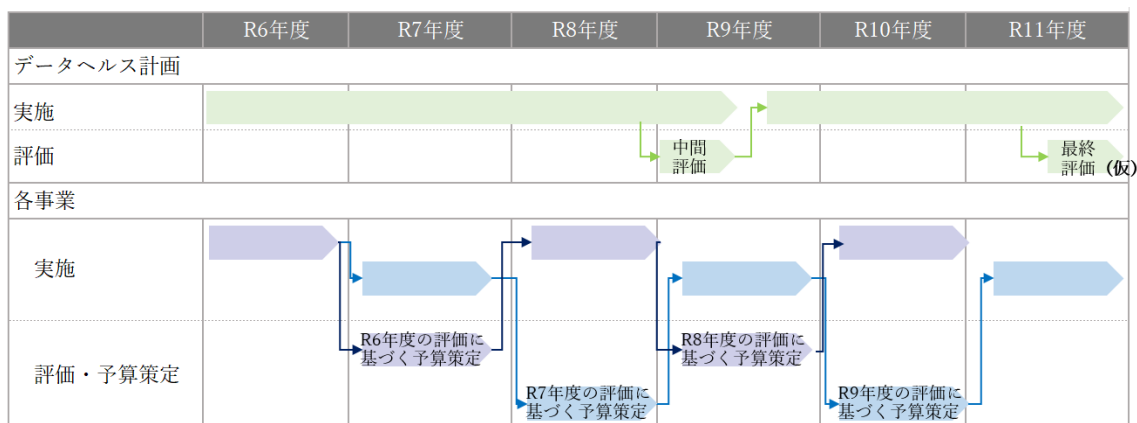 R6年度 R7年度 R8年度 R9年度 R10年度 R11年度
データヘルス計画
実施
評価
中間
評価
最終
評価 (仮)
各事業
実施
評価・予算策定
R6年度の評価に
基づく予算策定
R8年度の評価に
基づく予算策定
R7年度の評価に
基づく予算策定
R9年度の評価に
基づく予算策定